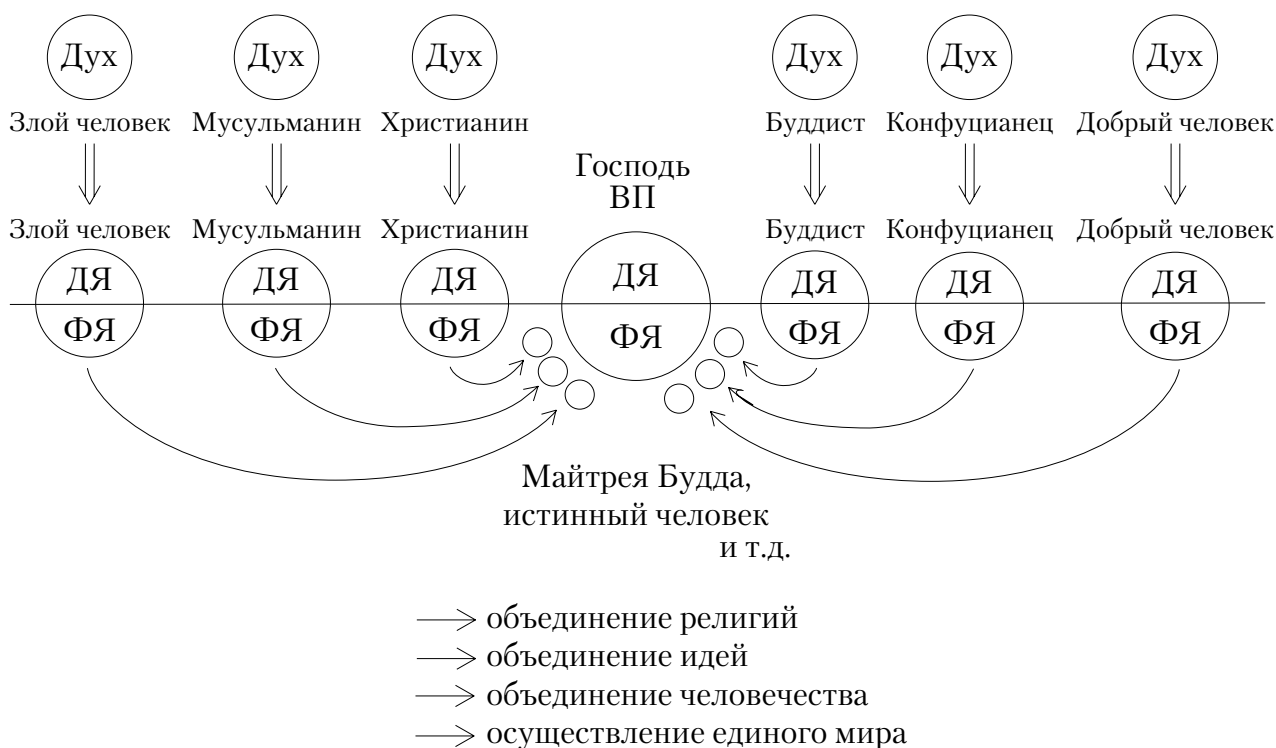 Дух Дух Дух Дух Дух Дух
Злой человек Мусульманин Христианин Буддист Конфуцианец Добрый человек
Господь
ВП
Злой человек Мусульманин Христианин Буддист Конфуцианец Добрый человек
ДЯ ДЯ ДЯ ДЯ ДЯ ДЯ ДЯ
ФЯ ФЯ ФЯ ФЯ ФЯ ФЯ ФЯ
Майтрея Будда,
истинный человек
и т.д.
объединение религий
объединение идей
объединение человечества
осуществление единого мира